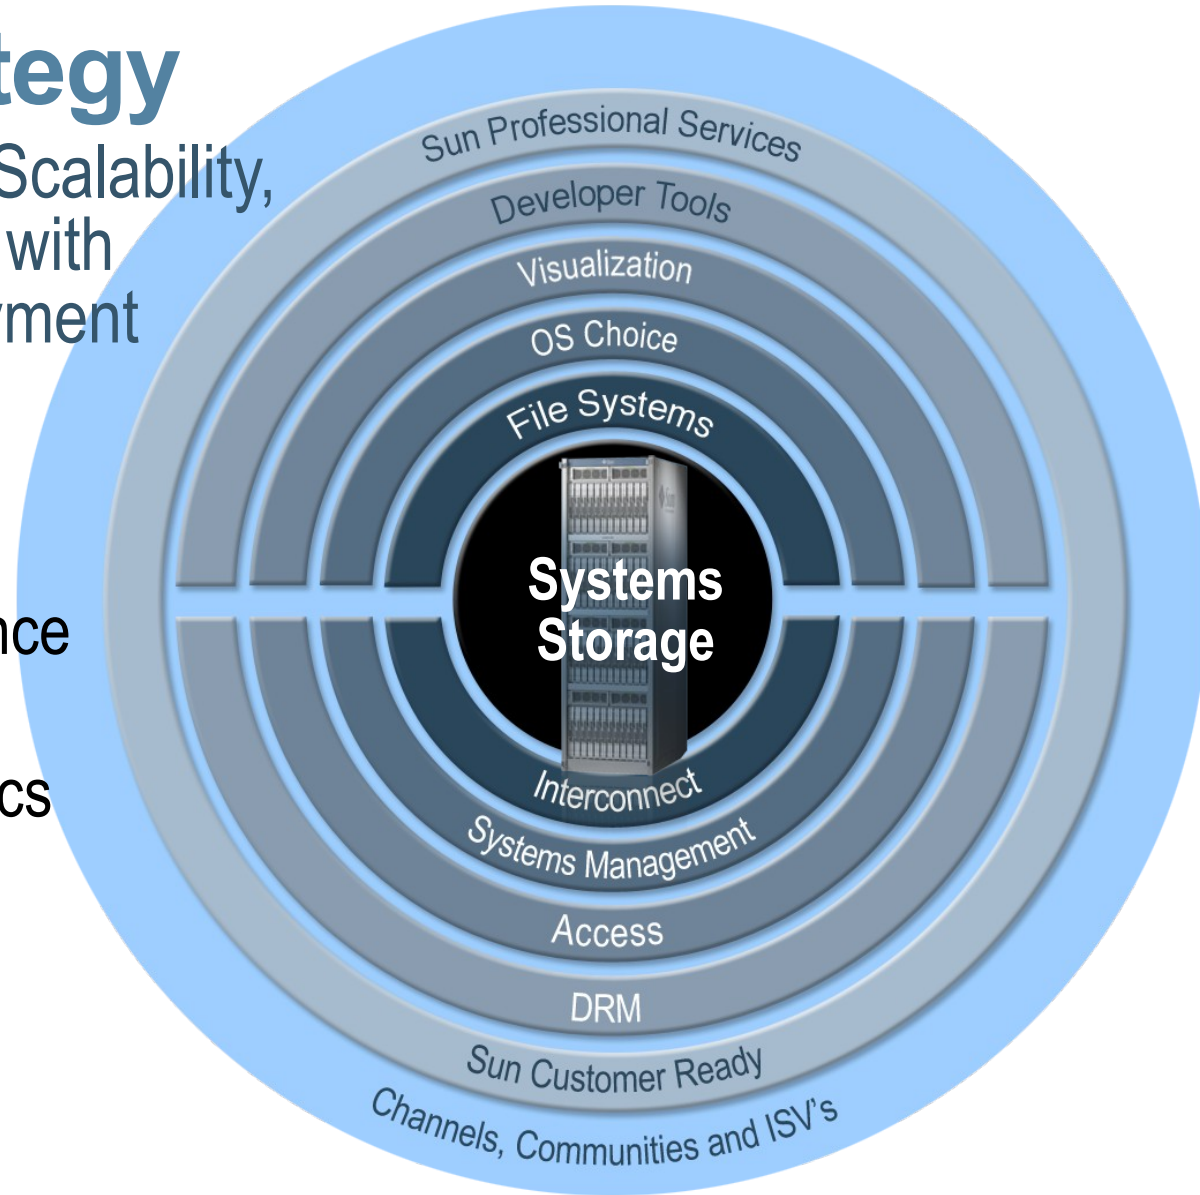 tegy
Scalability,
with
yment
nce
cs
Sun Professional Services
Developer Tools
Visualization
OS Choice
File Systems
Sun
Systems
Storage
Interconnect
Systems Management
Access
DRM
Sun Customer Ready
Channels, Communities and ISV's